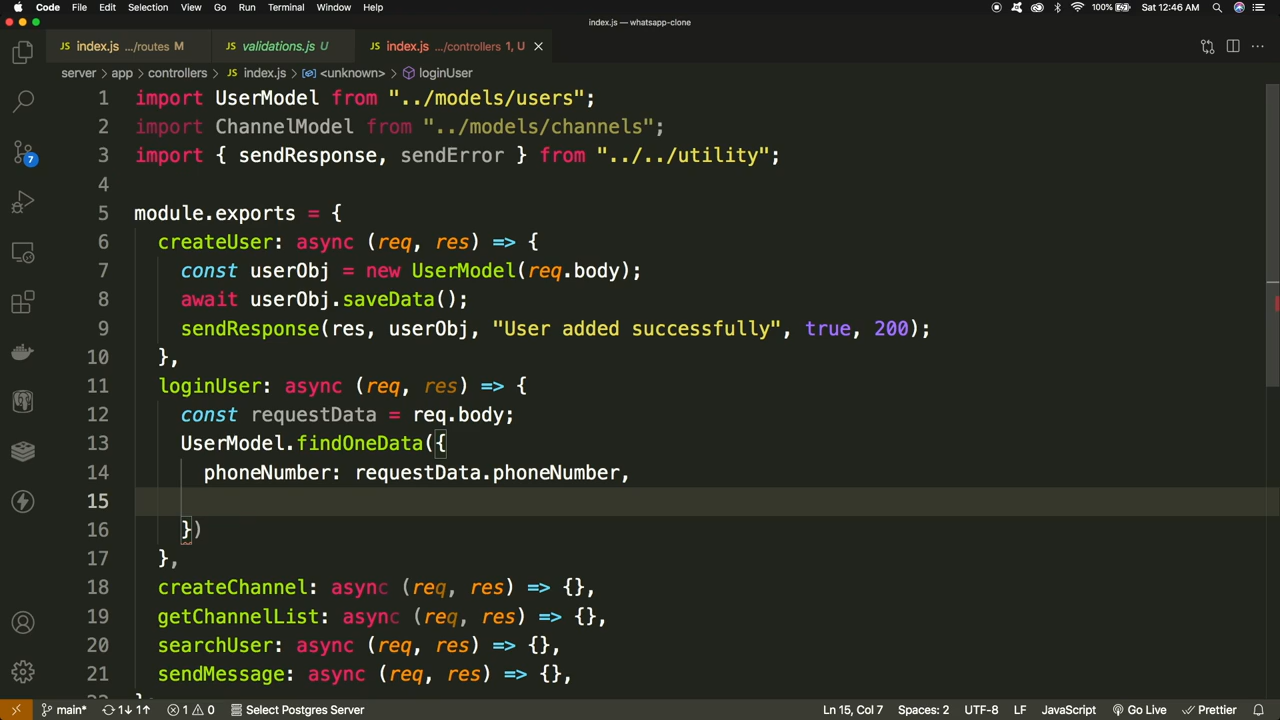 Code File Edit Selection View Go Run Terminal Window Help 100% Sat 12:46 AM
index.js — whatsapp-clone
JS index.js .../routes M JS validations.js U JS index.js .../controllers 1, U
server > app > controllers > JS index.js > <unknown> > loginUser
1 import UserModel from "../models/users";
2 import ChannelModel from "../models/channels";
3 import { sendResponse, sendError } from "../../utility";
4
5 module.exports = {
6 createUser: async (req, res) => {
7 const userObj = new UserModel(req.body);
8 await userObj.saveData();
9 sendResponse(res, userObj, "User added successfully", true, 200);
10 },
11 loginUser: async (req, res) => {
12 const requestData = req.body;
13 UserModel.findOneData({
14 phoneNumber: requestData.phoneNumber,
15
16 })
17 },
18 createChannel: async (req, res) => {},
19 getChannelList: async (req, res) => {},
20 searchUser: async (req, res) => {},
21 sendMessage: async (req, res) => {},
7
main* 1↓ 1↑ 1 0 Select Postgres Server Ln 15, Col 7 Spaces: 2 UTF-8 LF JavaScript Go Live Prettier